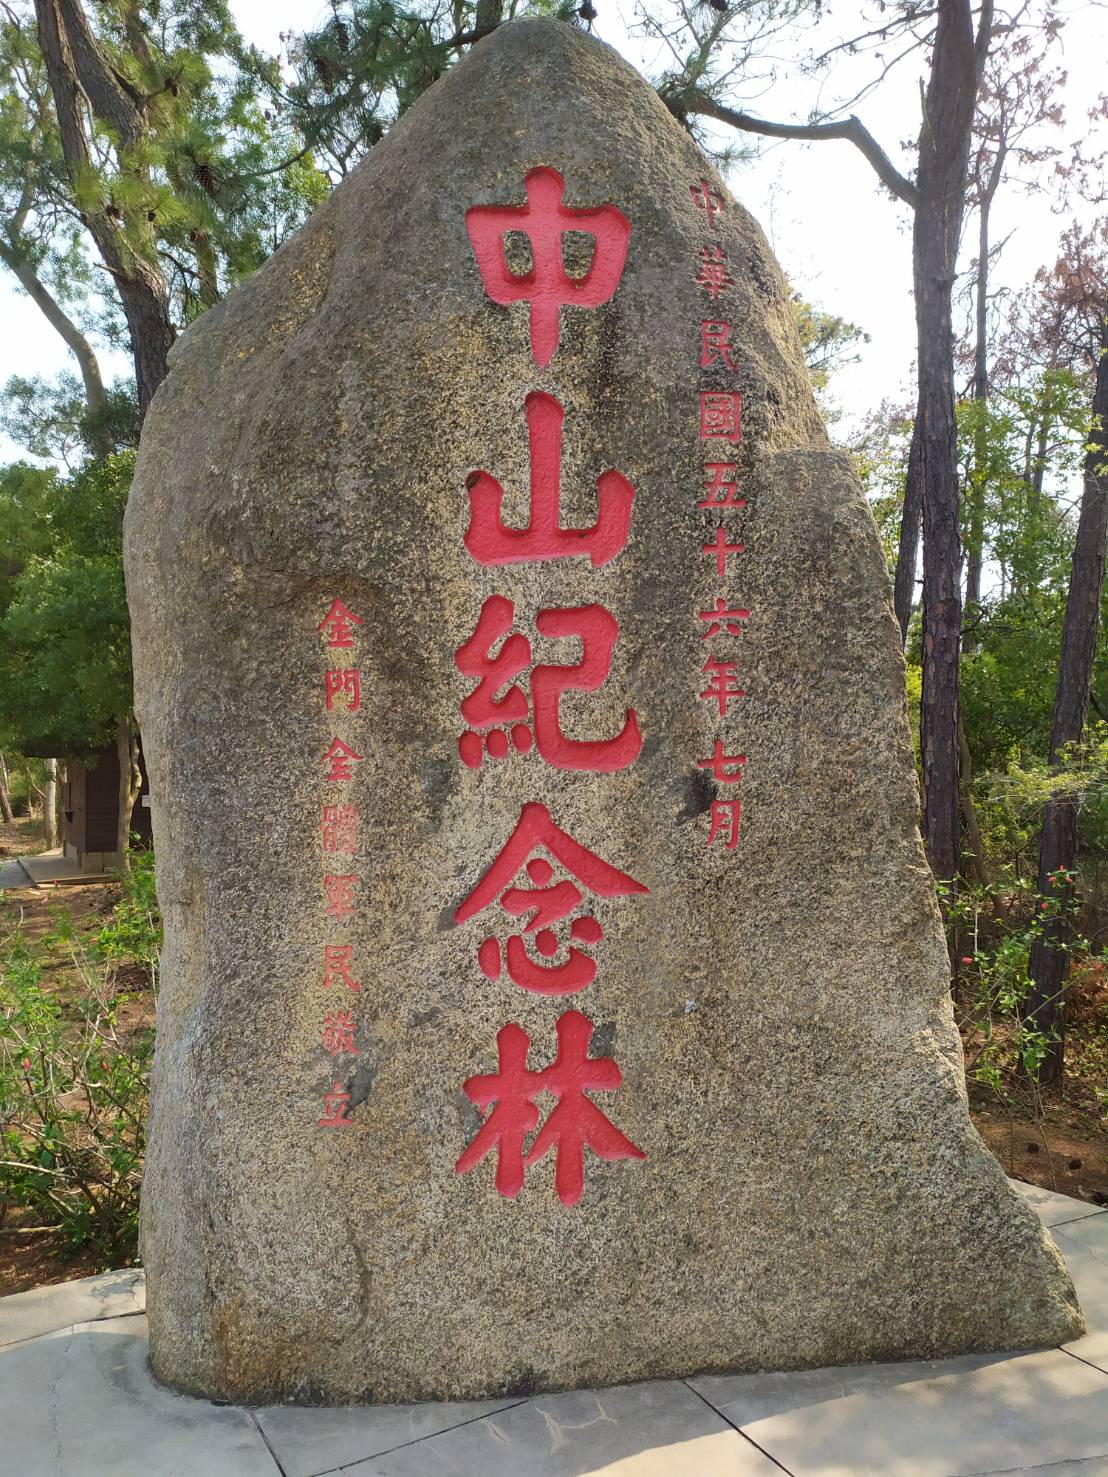 中華民國五十六年七月
中山紀念林
金門全體軍民敬立